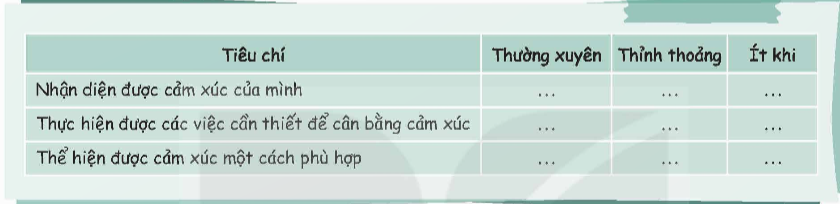 Tiêu chí Thường xuyên Thỉnh thoảng Ít khi
Nhận diện được cảm xúc của mình ... ... ...
Thực hiện được các việc cần thiết để cân bằng cảm xúc ... ... ...
Thể hiện được cảm xúc một cách phù hợp ... ... ...